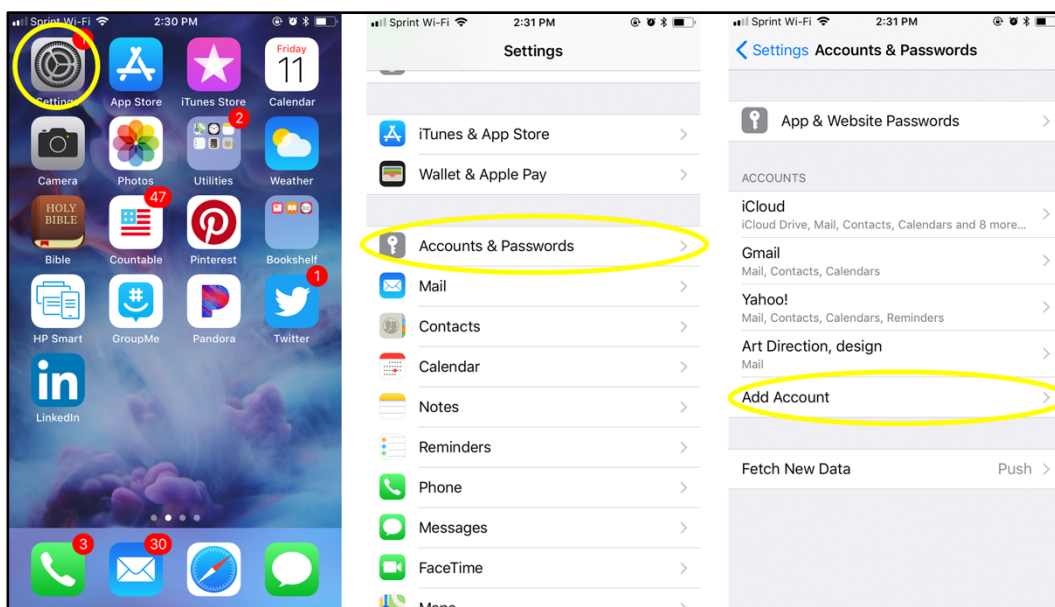 Sprint Wi-Fi 2:30 PM
1
Friday
11
Settings App Store iTunes Store Calendar
2
Camera Photos Utilities Weather
47
HOLY
BIBLE
1
Bible Countable Pinterest Bookshelf
#
HP Smart GroupMe Pandora Twitter
in
LinkedIn
3 30
Sprint Wi-Fi 2:31 PM
Settings
iTunes & App Store
Wallet & Apple Pay
Accounts & Passwords
Mail
Contacts
Calendar
Notes
Reminders
Phone
Messages
FaceTime
Maps
Sprint Wi-Fi 2:31 PM
Settings Accounts & Passwords
App & Website Passwords
ACCOUNTS
iCloud
iCloud Drive, Mail, Contacts, Calendars and 8 more...
Gmail
Mail, Contacts, Calendars
Yahoo!
Mail, Contacts, Calendars, Reminders
Art Direction, design
Mail
Add Account
Fetch New Data Push